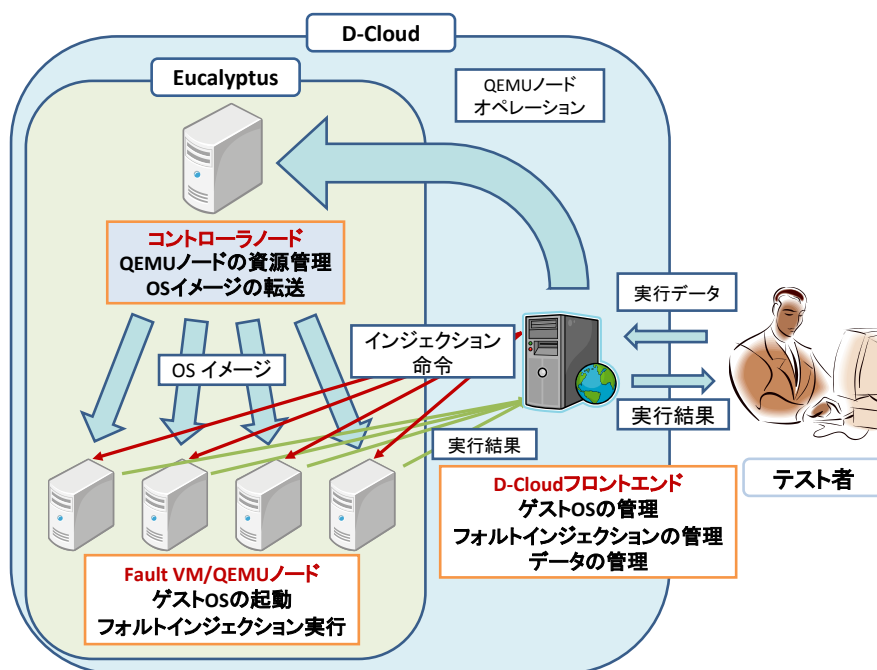 D-Cloud
Eucalyptus
QEMUノード
オペレーション
コントローラノード
QEMUノードの資源管理
OSイメージの転送
実行データ
インジェクション
命令
OS イメージ
実行結果
実行結果
テスト者
D-Cloudフロントエンド
ゲストOSの管理
フォルトインジェクションの管理
データの管理
Fault VM/QEMUノード
ゲストOSの起動
フォルトインジェクション実行